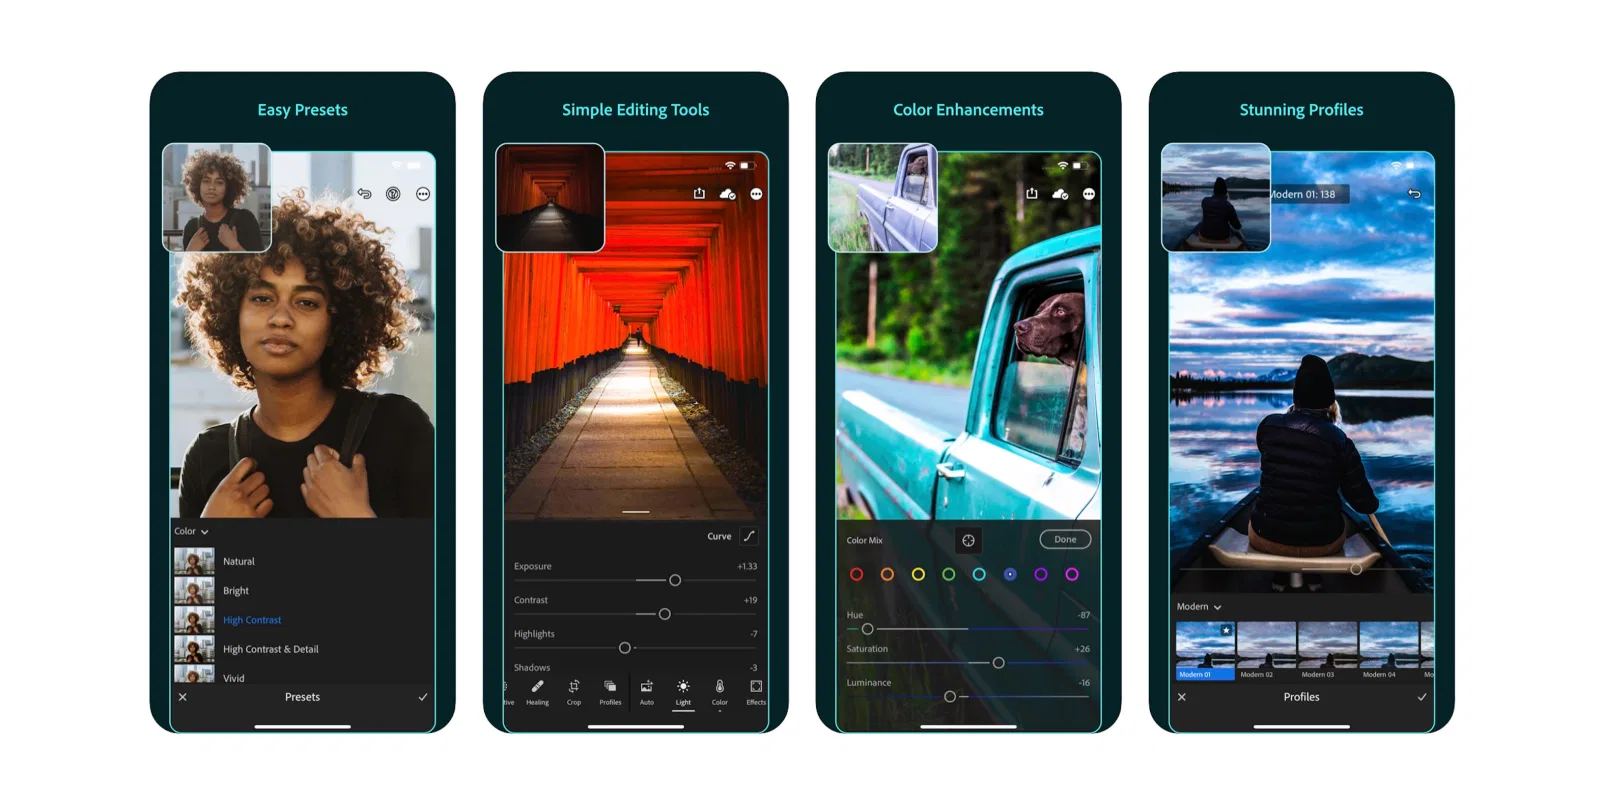 Easy Presets
Color
Natural
Bright
High Contrast
High Contrast & Detail
Vivid
Presets
Simple Editing Tools
Curve
Exposure +1.33
Contrast +19
Highlights -7
Shadows -3
tive Healing Crop Profiles Auto Light Color Effects
Color Enhancements
Color Mix Done
Hue -87
Saturation +26
Luminance -16
Stunning Profiles
Modern 01: 138
Modern
Modern 01 Modern 02 Modern 03 Modern 04 Mo
Profiles